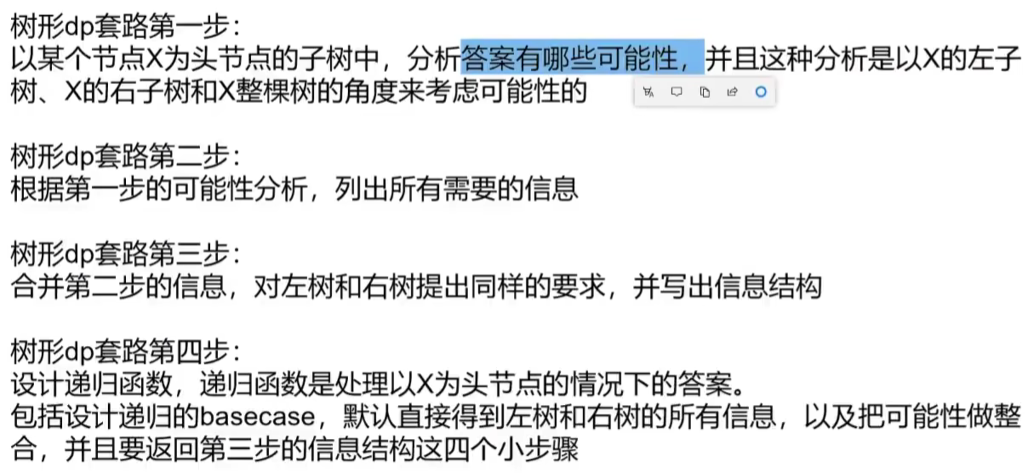 树形dp套路第一步：
以某个节点X为头节点的子树中，分析答案有哪些可能性，并且这种分析是以X的左子
树、X的右子树和X整棵树的角度来考虑可能性的
树形dp套路第二步：
根据第一步的可能性分析，列出所有需要的信息
树形dp套路第三步：
合并第二步的信息，对左树和右树提出同样的要求，并写出信息结构
树形dp套路第四步：
设计递归函数，递归函数是处理以X为头节点的情况下的答案。
包括设计递归的basecase，默认直接得到左树和右树的所有信息，以及把可能性做整
合，并且要返回第三步的信息结构这四个小步骤